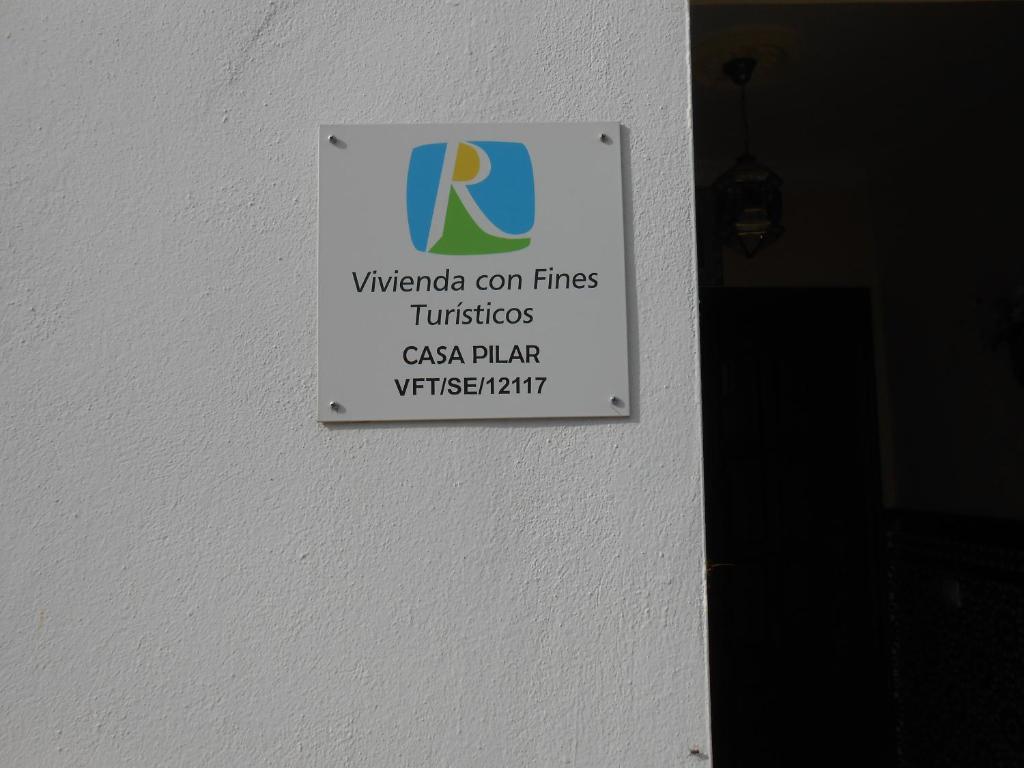 R
Vivienda con Fines
Turísticos
CASA PILAR
VFT/SE/12117